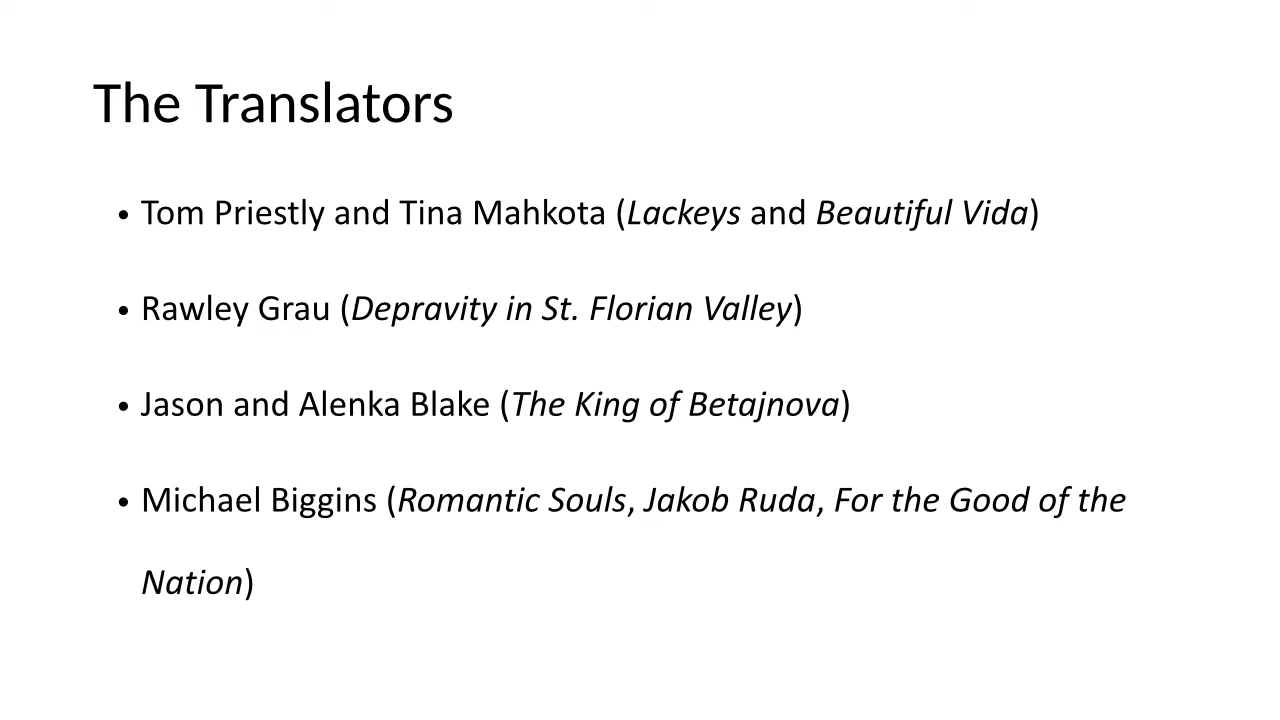 The Translators
• Tom Priestly and Tina Mahkota (Lackeys and Beautiful Vida)
• Rawley Grau (Depravity in St. Florian Valley)
• Jason and Alenka Blake (The King of Betajnova)
• Michael Biggins (Romantic Souls, Jakob Ruda, For the Good of the
Nation)